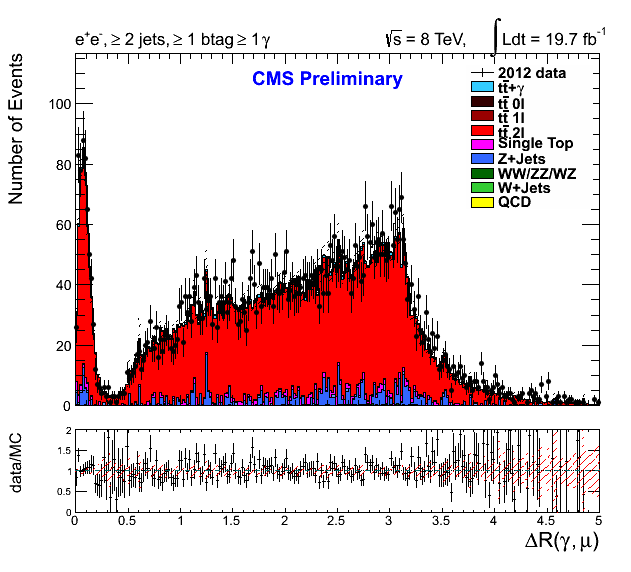 e⁺e⁻, ≥ 2 jets, ≥ 1 btag ≥ 1 γ
√s = 8 TeV, ∫ Ldt = 19.7 fb⁻¹
CMS Preliminary
2012 data
tt̄+γ
tt̄ 0l
tt̄ 1l
tt̄ 2l
Single Top
Z+Jets
WW/ZZ/WZ
W+Jets
QCD
Number of Events
100
80
60
40
20
0
data/MC
2
1.5
1
0.5
0
0 0.5 1 1.5 2 2.5 3 3.5 4 4.5 5
ΔR(γ,μ)